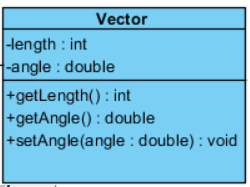 Vector
-length : int
-angle : double
+getLength() : int
+getAngle() : double
+setAngle(angle : double) : void